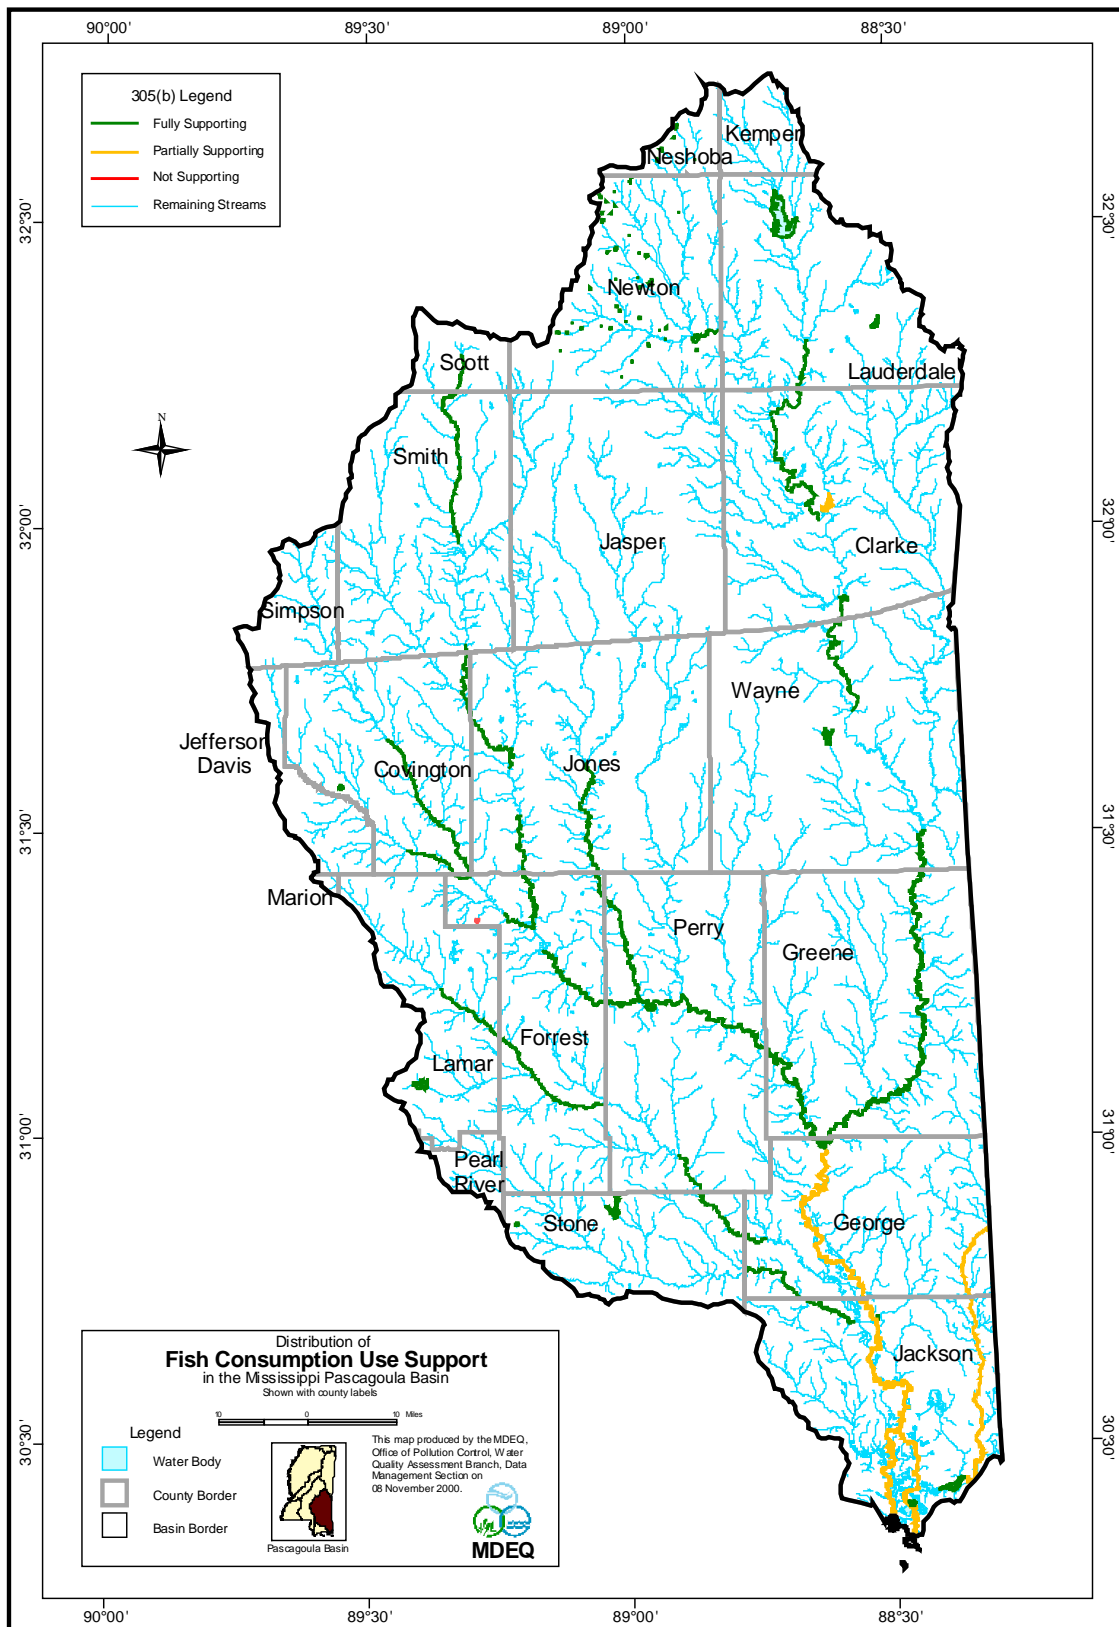 90°00'
89°30'
89°00'
88°30'
305(b) Legend
Fully Supporting
Partially Supporting
Not Supporting
Remaining Streams
32°30'
32°30'
Kemper
Neshoba
Newton
Scott
Lauderdale
N
Smith
32°00'
32°00'
Jasper
Clarke
Simpson
Wayne
Jefferson
Davis
Covington
Jones
31°30'
31°30'
Marion
Perry
Greene
Forrest
Lamar
31°00'
31°00'
Pearl
River
Stone
George
Jackson
30°30'
30°30'
Distribution of
Fish Consumption Use Support
in the Mississippi Pascagoula Basin
Shown with county labels
10 0 10 Miles
Legend
Water Body
County Border
Basin Border
Pascagoula Basin
This map produced by the MDEQ,
Office of Pollution Control, Water
Quality Assessment Branch, Data
Management Section on
08 November 2000.
MDEQ
90°00'
89°30'
89°00'
88°30'